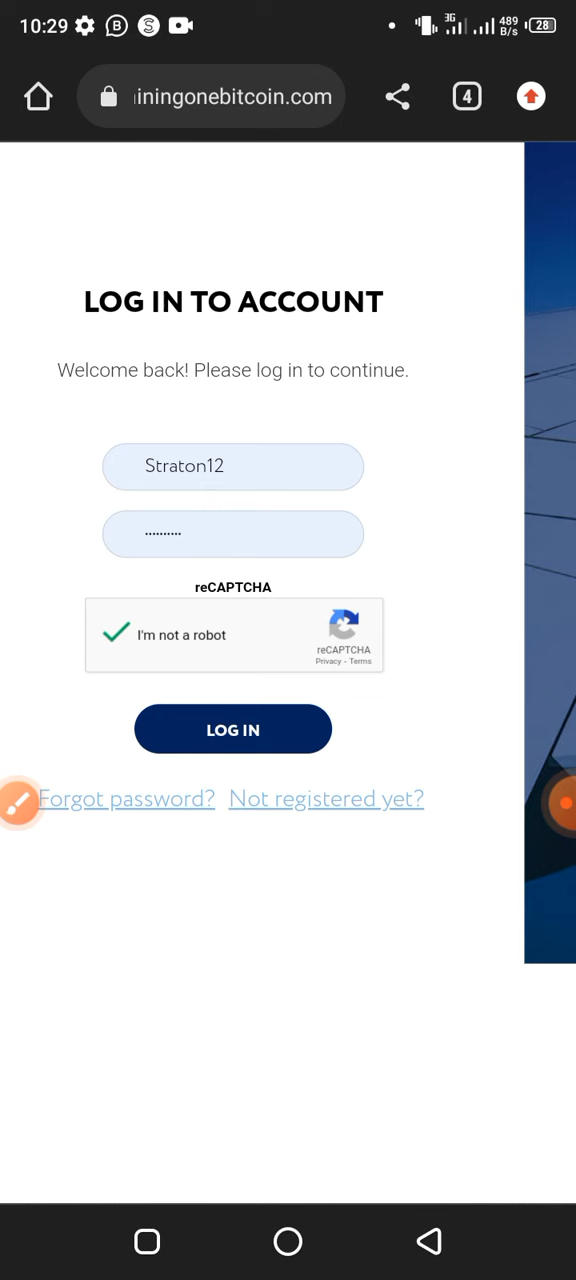 10:29 B S 3G 489 B/s 28
iningonebitcoin.com 4
LOG IN TO ACCOUNT
Welcome back! Please log in to continue.
Straton12
··········
reCAPTCHA
I'm not a robot
reCAPTCHA
Privacy - Terms
LOG IN
Forgot password? Not registered yet?